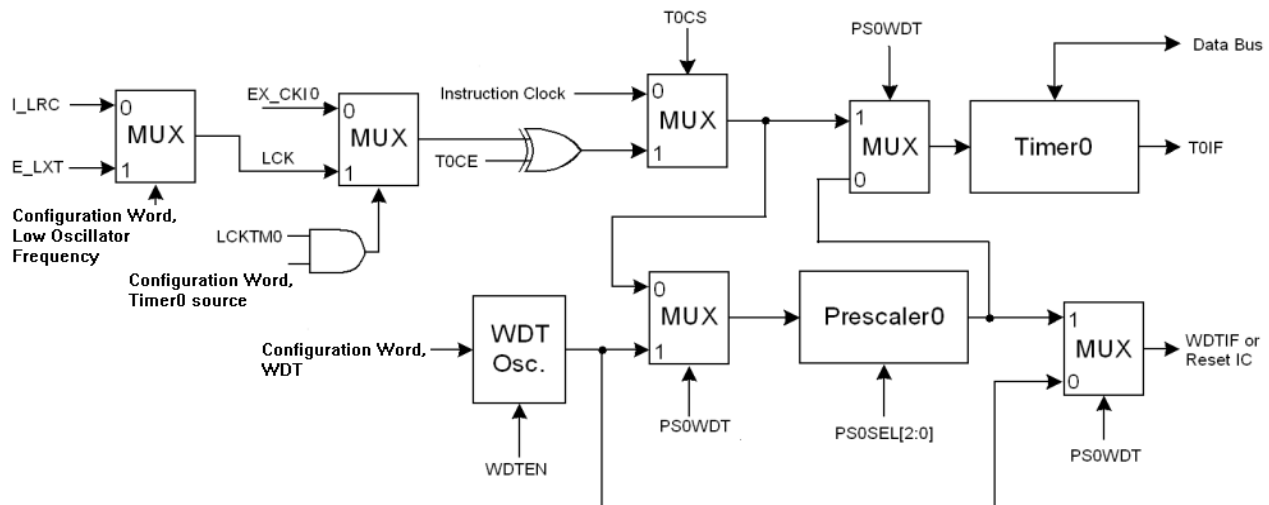 T0CS
PS0WDT
Data Bus
I_LRC
0
MUX
1
E_LXT
Configuration Word,
Low Oscillator
Frequency
LCK
EX_CKI0
0
MUX
1
LCKTM0
Configuration Word,
Timer0 source
T0CE
Instruction Clock
0
MUX
1
1
MUX
0
Timer0
T0IF
Configuration Word,
WDT
WDT
Osc.
WDTEN
0
MUX
1
PS0WDT
Prescaler0
PS0SEL[2:0]
1
MUX
0
PS0WDT
WDTIF or
Reset IC